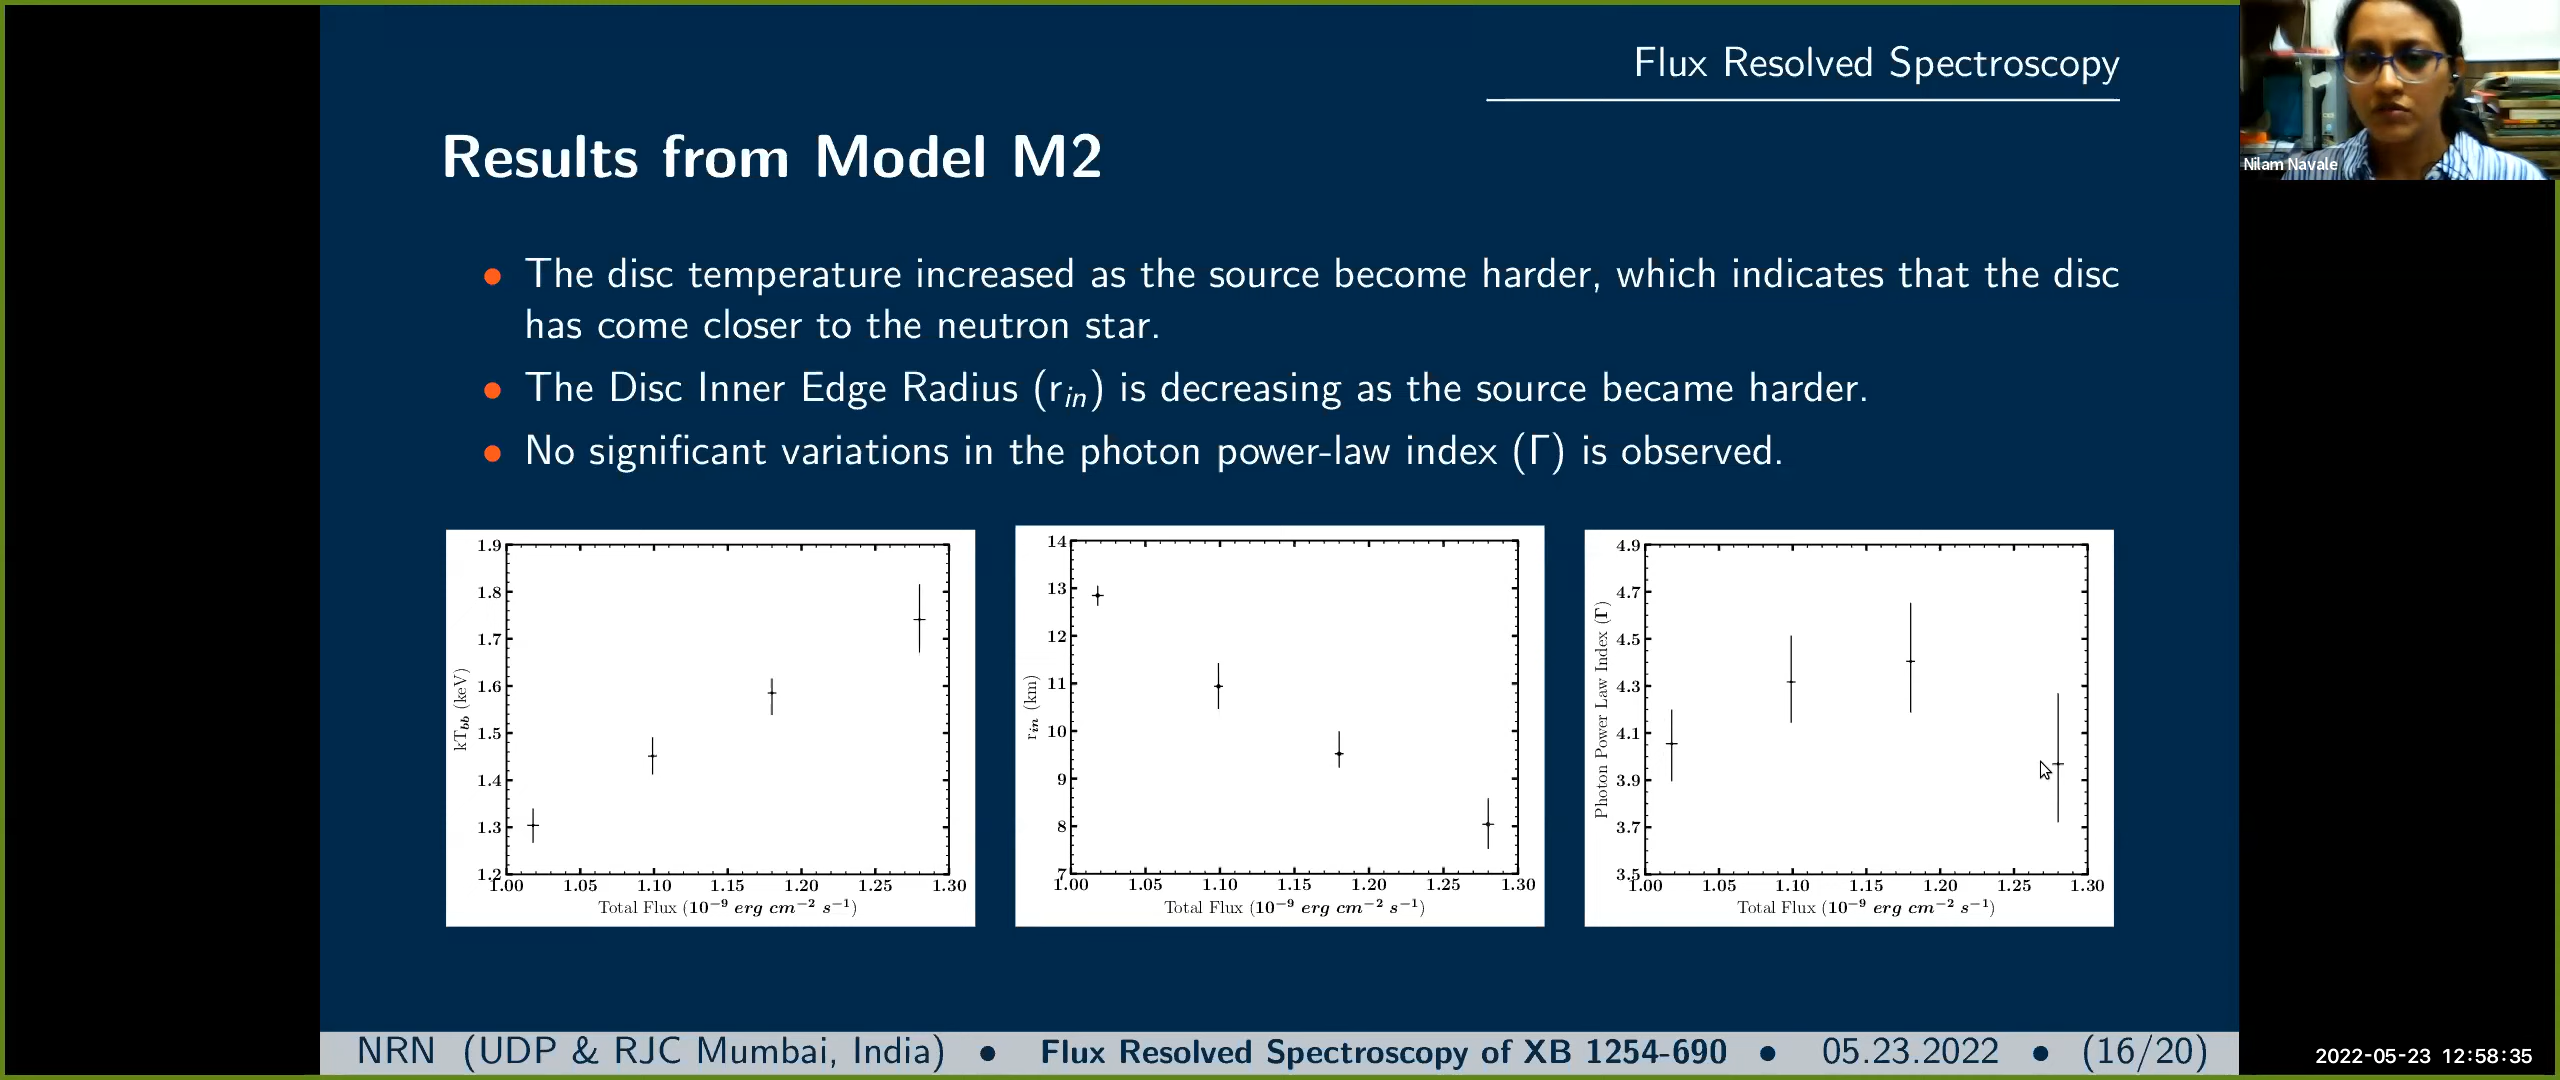 Flux Resolved Spectroscopy
Nilam Navale
Results from Model M2
• The disc temperature increased as the source become harder, which indicates that the disc
has come closer to the neutron star.
• The Disc Inner Edge Radius (r_in) is decreasing as the source became harder.
• No significant variations in the photon power-law index (Γ) is observed.
1.9
1.8
1.7
1.6
1.5
1.4
1.3
1.2
kT_bb (keV)
1.00 1.05 1.10 1.15 1.20 1.25 1.30
Total Flux (10⁻⁹ erg cm⁻² s⁻¹)
14
13
12
11
10
9
8
7
r_in (km)
1.00 1.05 1.10 1.15 1.20 1.25 1.30
Total Flux (10⁻⁹ erg cm⁻² s⁻¹)
4.9
4.7
4.5
4.3
4.1
3.9
3.7
3.5
Photon Power Law Index (Γ)
1.00 1.05 1.10 1.15 1.20 1.25 1.30
Total Flux (10⁻⁹ erg cm⁻² s⁻¹)
NRN (UDP & RJC Mumbai, India) • Flux Resolved Spectroscopy of XB 1254-690 • 05.23.2022 • (16/20)
2022-05-23 12:58:35